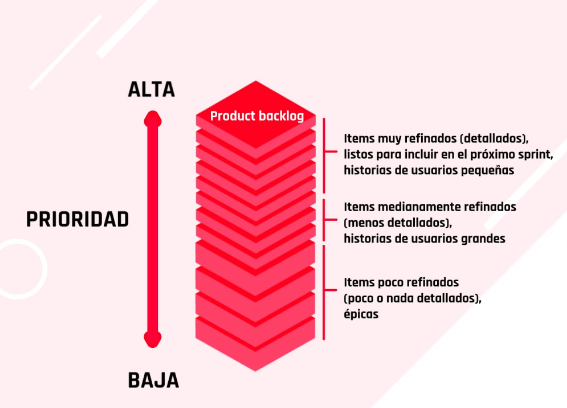 ALTA
Product backlog
Items muy refinados (detallados),
listos para incluir en el próximo sprint,
historias de usuarios pequeñas
PRIORIDAD
Items medianamente refinados
(menos detallados),
historias de usuarios grandes
Items poco refinados
(poco o nada detallados),
épicas
BAJA